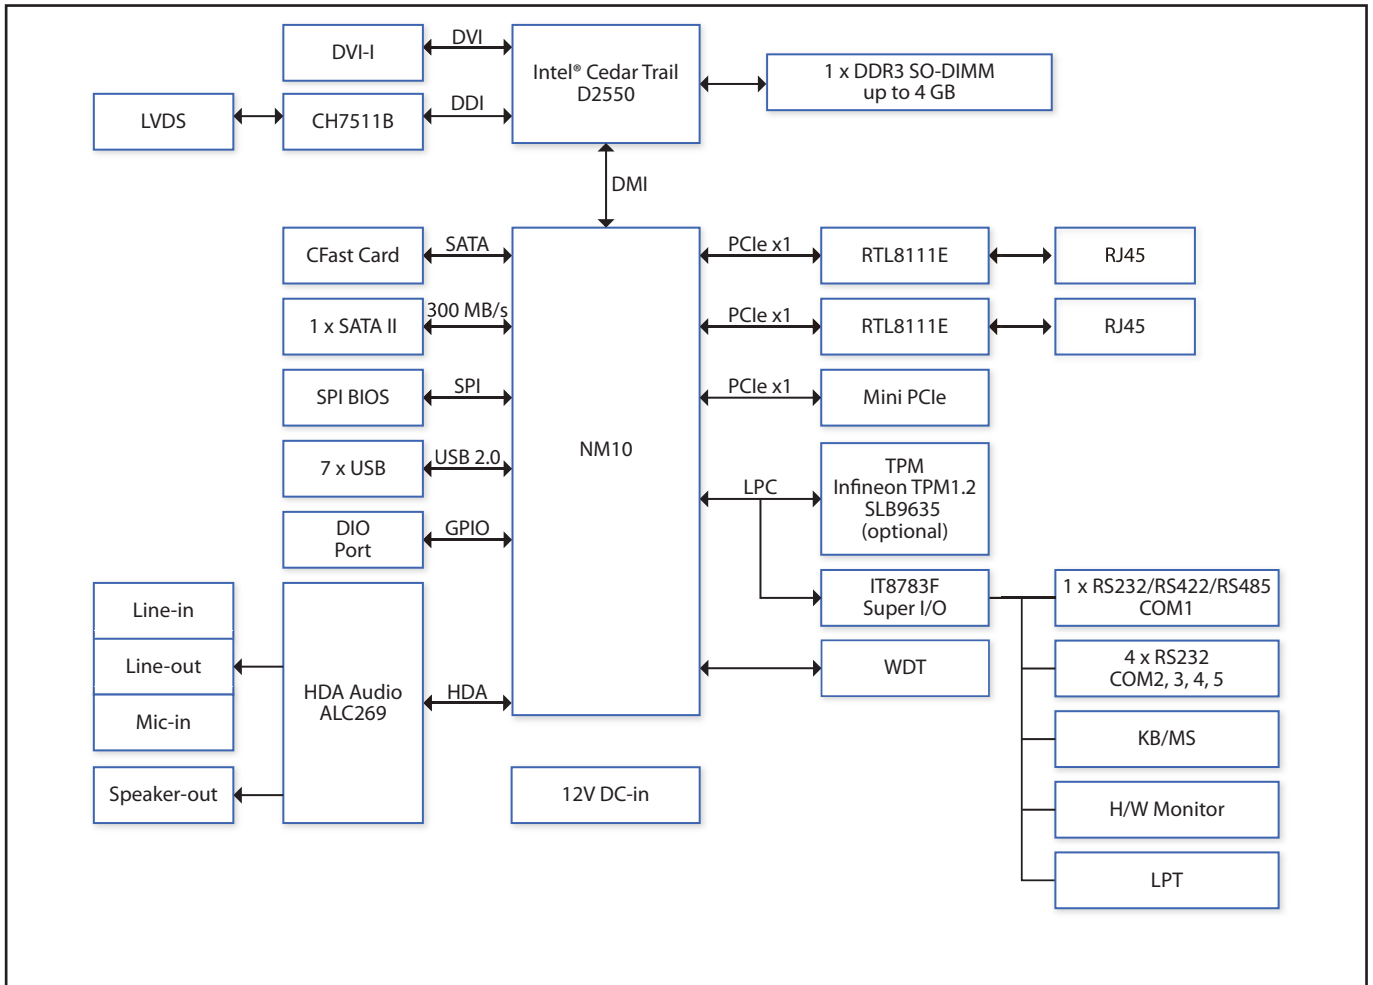 DVI-I
DVI
Intel® Cedar Trail
D2550
1 x DDR3 SO-DIMM
up to 4 GB
LVDS
CH7511B
DDI
DMI
CFast Card
SATA
PCIe x1
RTL8111E
RJ45
1 x SATA II
300 MB/s
PCIe x1
RTL8111E
RJ45
SPI BIOS
SPI
PCIe x1
Mini PCIe
NM10
7 x USB
USB 2.0
LPC
TPM
Infineon TPM1.2
SLB9635
(optional)
DIO
Port
GPIO
IT8783F
Super I/O
1 x RS232/RS422/RS485
COM1
Line-in
Line-out
Mic-in
HDA Audio
ALC269
HDA
WDT
4 x RS232
COM2, 3, 4, 5
KB/MS
Speaker-out
12V DC-in
H/W Monitor
LPT